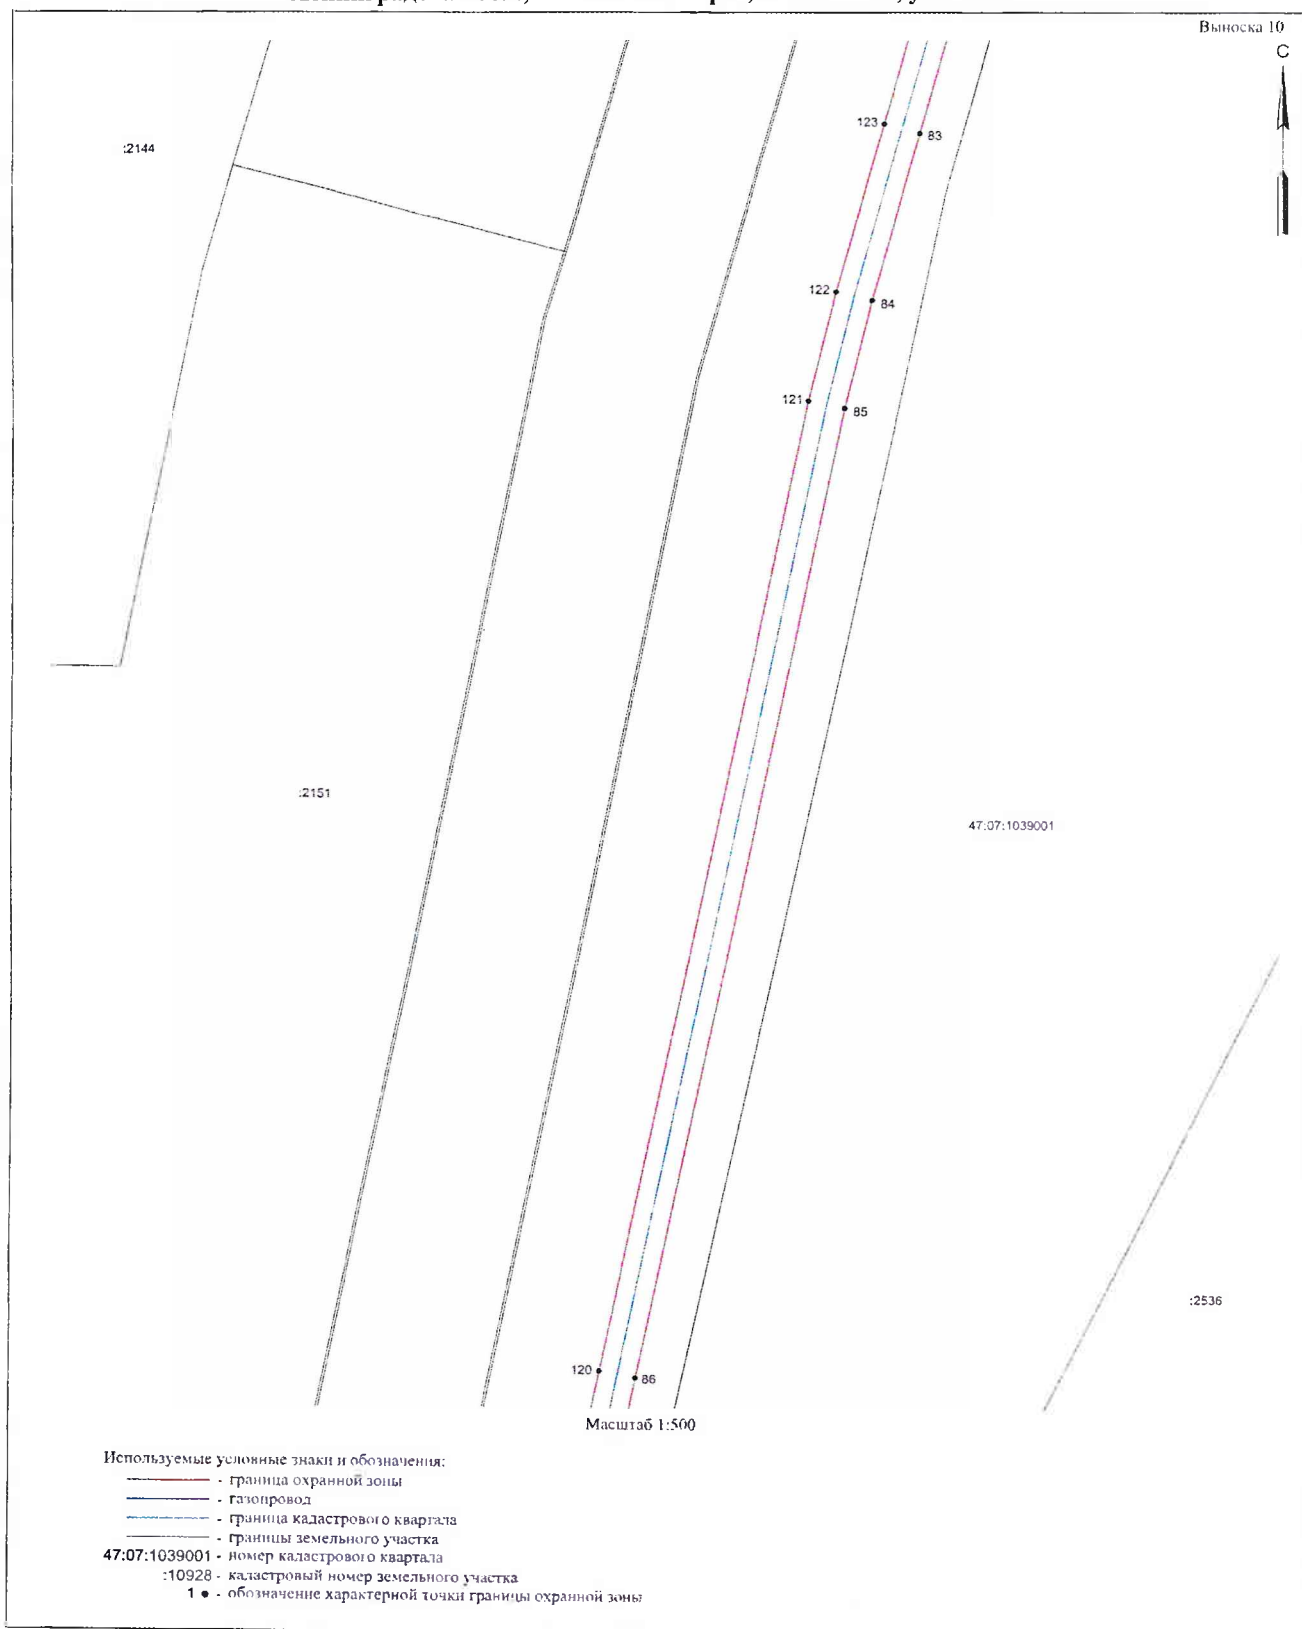 Выноска 10
С
123
83
:2144
122
84
121
85
:2151
47:07:1039001
:2536
120
86
Масштаб 1:500
Используемые условные знаки и обозначения:
- граница охранной зоны
- газопровод
- граница кадастрового квартала
- границы земельного участка
47:07:1039001 - номер кадастрового квартала
:10928 - кадастровый номер земельного участка
1 ● - обозначение характерной точки границы охранной зоны